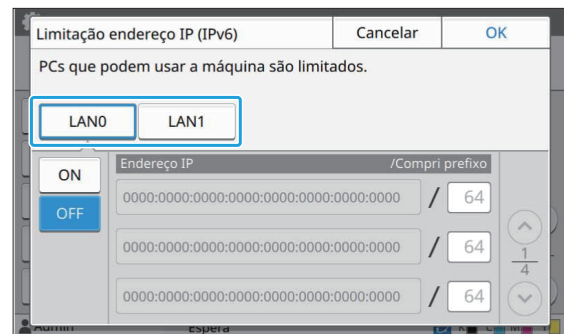 Limitação endereço IP (IPv6)
Cancelar
OK
PCs que podem usar a máquina são limitados.
LAN0
LAN1
ON
OFF
Endereço IP
/Compri prefixo
0000:0000:0000:0000:0000:0000:0000:0000 / 64
0000:0000:0000:0000:0000:0000:0000:0000 / 64
0000:0000:0000:0000:0000:0000:0000:0000 / 64
1
4
Admin
Espera